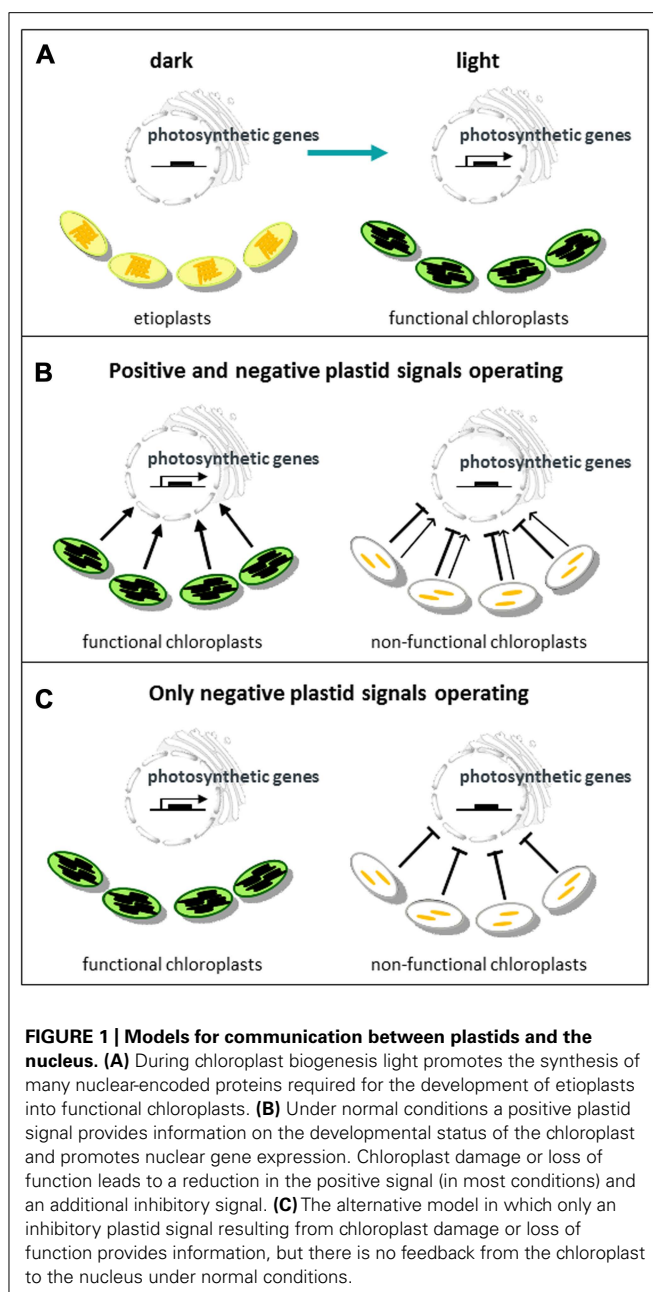 A
dark
light
photosynthetic genes
photosynthetic genes
etioplasts
functional chloroplasts
B
Positive and negative plastid signals operating
photosynthetic genes
photosynthetic genes
functional chloroplasts
non-functional chloroplasts
C
Only negative plastid signals operating
photosynthetic genes
photosynthetic genes
functional chloroplasts
non-functional chloroplasts
FIGURE 1 | Models for communication between plastids and the
nucleus. (A) During chloroplast biogenesis light promotes the synthesis of
many nuclear-encoded proteins required for the development of etioplasts
into functional chloroplasts. (B) Under normal conditions a positive plastid
signal provides information on the developmental status of the chloroplast
and promotes nuclear gene expression. Chloroplast damage or loss of
function leads to a reduction in the positive signal (in most conditions) and
an additional inhibitory signal. (C) The alternative model in which only an
inhibitory plastid signal resulting from chloroplast damage or loss of
function provides information, but there is no feedback from the chloroplast
to the nucleus under normal conditions.